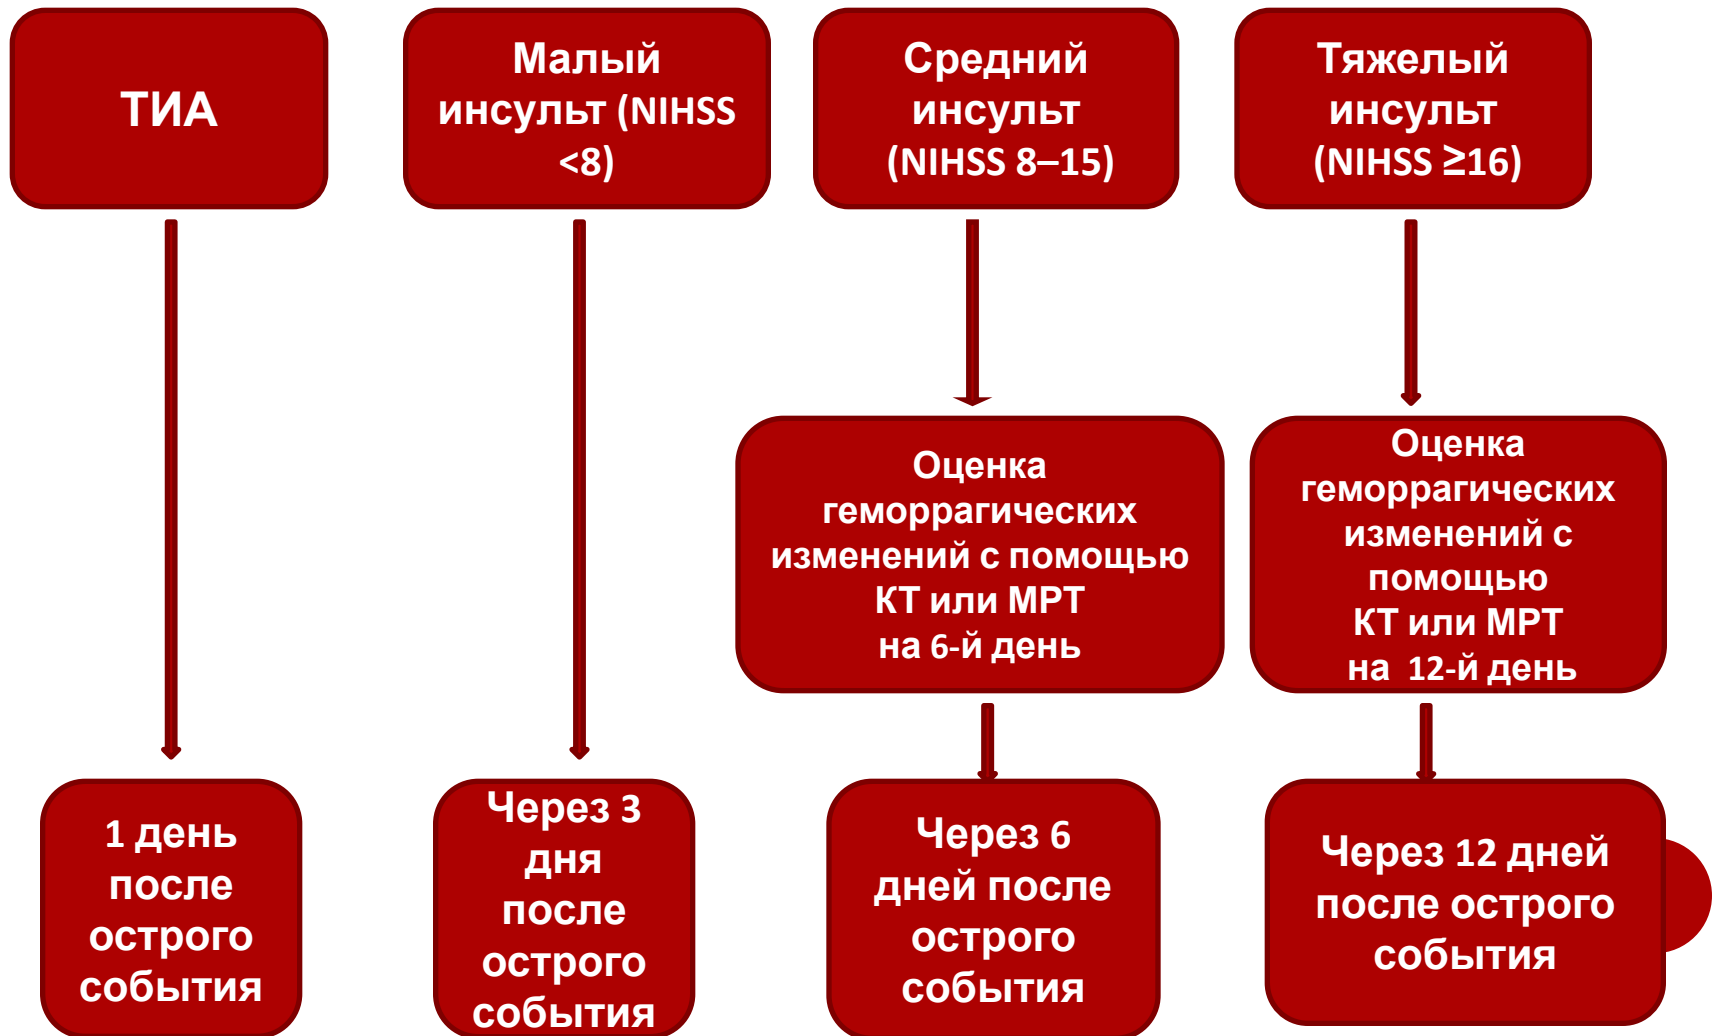 ТИА
Малый
инсульт (NIHSS
<8)
Средний
инсульт
(NIHSS 8–15)
Тяжелый
инсульт
(NIHSS ≥16)
Оценка
геморрагических
изменений с помощью
КТ или МРТ
на 6-й день
Оценка
геморрагических
изменений с
помощью
КТ или МРТ
на 12-й день
1 день
после
острого
события
Через 3
дня
после
острого
события
Через 6
дней после
острого
события
Через 12 дней
после острого
события